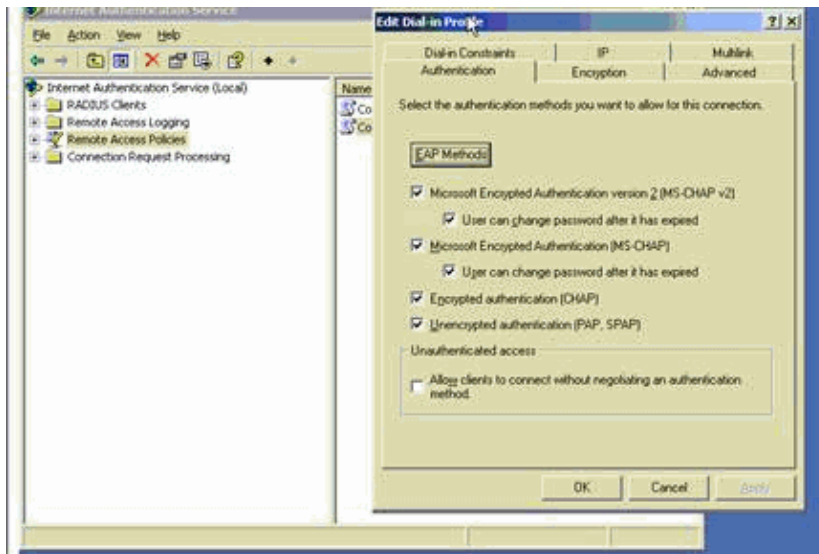 Internet Authentication Service
File Action View Help
Internet Authentication Service (Local)
RADIUS Clients
Remote Access Logging
Remote Access Policies
Connection Request Processing
Name
Co
Co
Edit Dial-in Profile
Dial-in Constraints IP Multilink
Authentication Encryption Advanced
Select the authentication methods you want to allow for this connection.
EAP Methods
Microsoft Encrypted Authentication version 2 (MS-CHAP v2)
User can change password after it has expired
Microsoft Encrypted Authentication (MS-CHAP)
User can change password after it has expired
Encrypted authentication (CHAP)
Unencrypted authentication (PAP, SPAP)
Unauthenticated access
Allow clients to connect without negotiating an authentication
method.
OK Cancel Apply